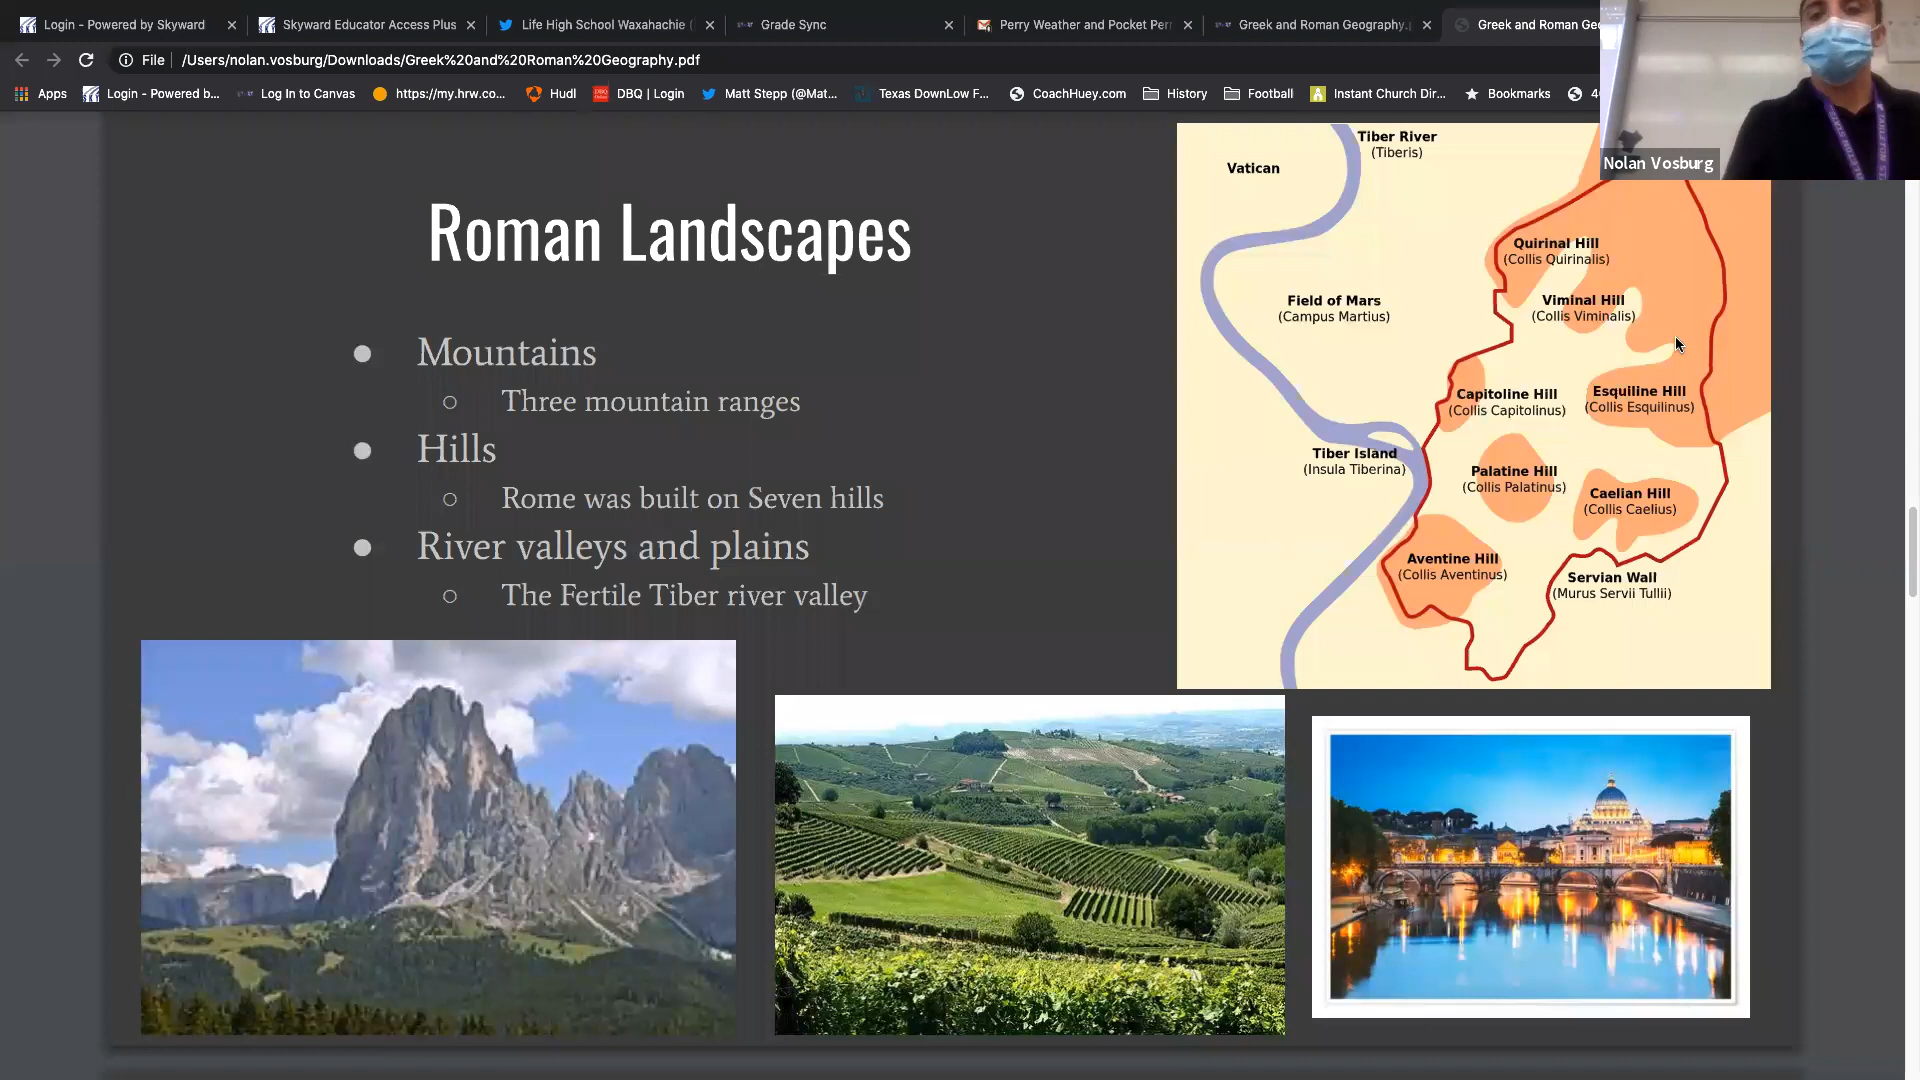 Login - Powered by Skyward
Skyward Educator Access Plus
Life High School Waxahachie (
Grade Sync
Perry Weather and Pocket Per
Greek and Roman Geography.
Greek and Roman Ge
File
/Users/nolan.vosburg/Downloads/Greek%20and%20Roman%20Geography.pdf
Apps
Login - Powered b...
Log In to Canvas
https://my.hrw.co...
Hudl
DBQ | Login
Matt Stepp (@Mat...
Texas DownLow F...
CoachHuey.com
History
Football
Instant Church Dir...
Bookmarks
Nolan Vosburg
Roman Landscapes
Mountains
Three mountain ranges
Hills
Rome was built on Seven hills
River valleys and plains
The Fertile Tiber river valley
Tiber River
(Tiberis)
Vatican
Quirinal Hill
(Collis Quirinalis)
Field of Mars
(Campus Martius)
Viminal Hill
(Collis Viminalis)
Capitoline Hill
(Collis Capitolinus)
Esquiline Hill
(Collis Esquilinus)
Tiber Island
(Insula Tiberina)
Palatine Hill
(Collis Palatinus)
Caelian Hill
(Collis Caelius)
Aventine Hill
(Collis Aventinus)
Servian Wall
(Murus Servii Tullii)